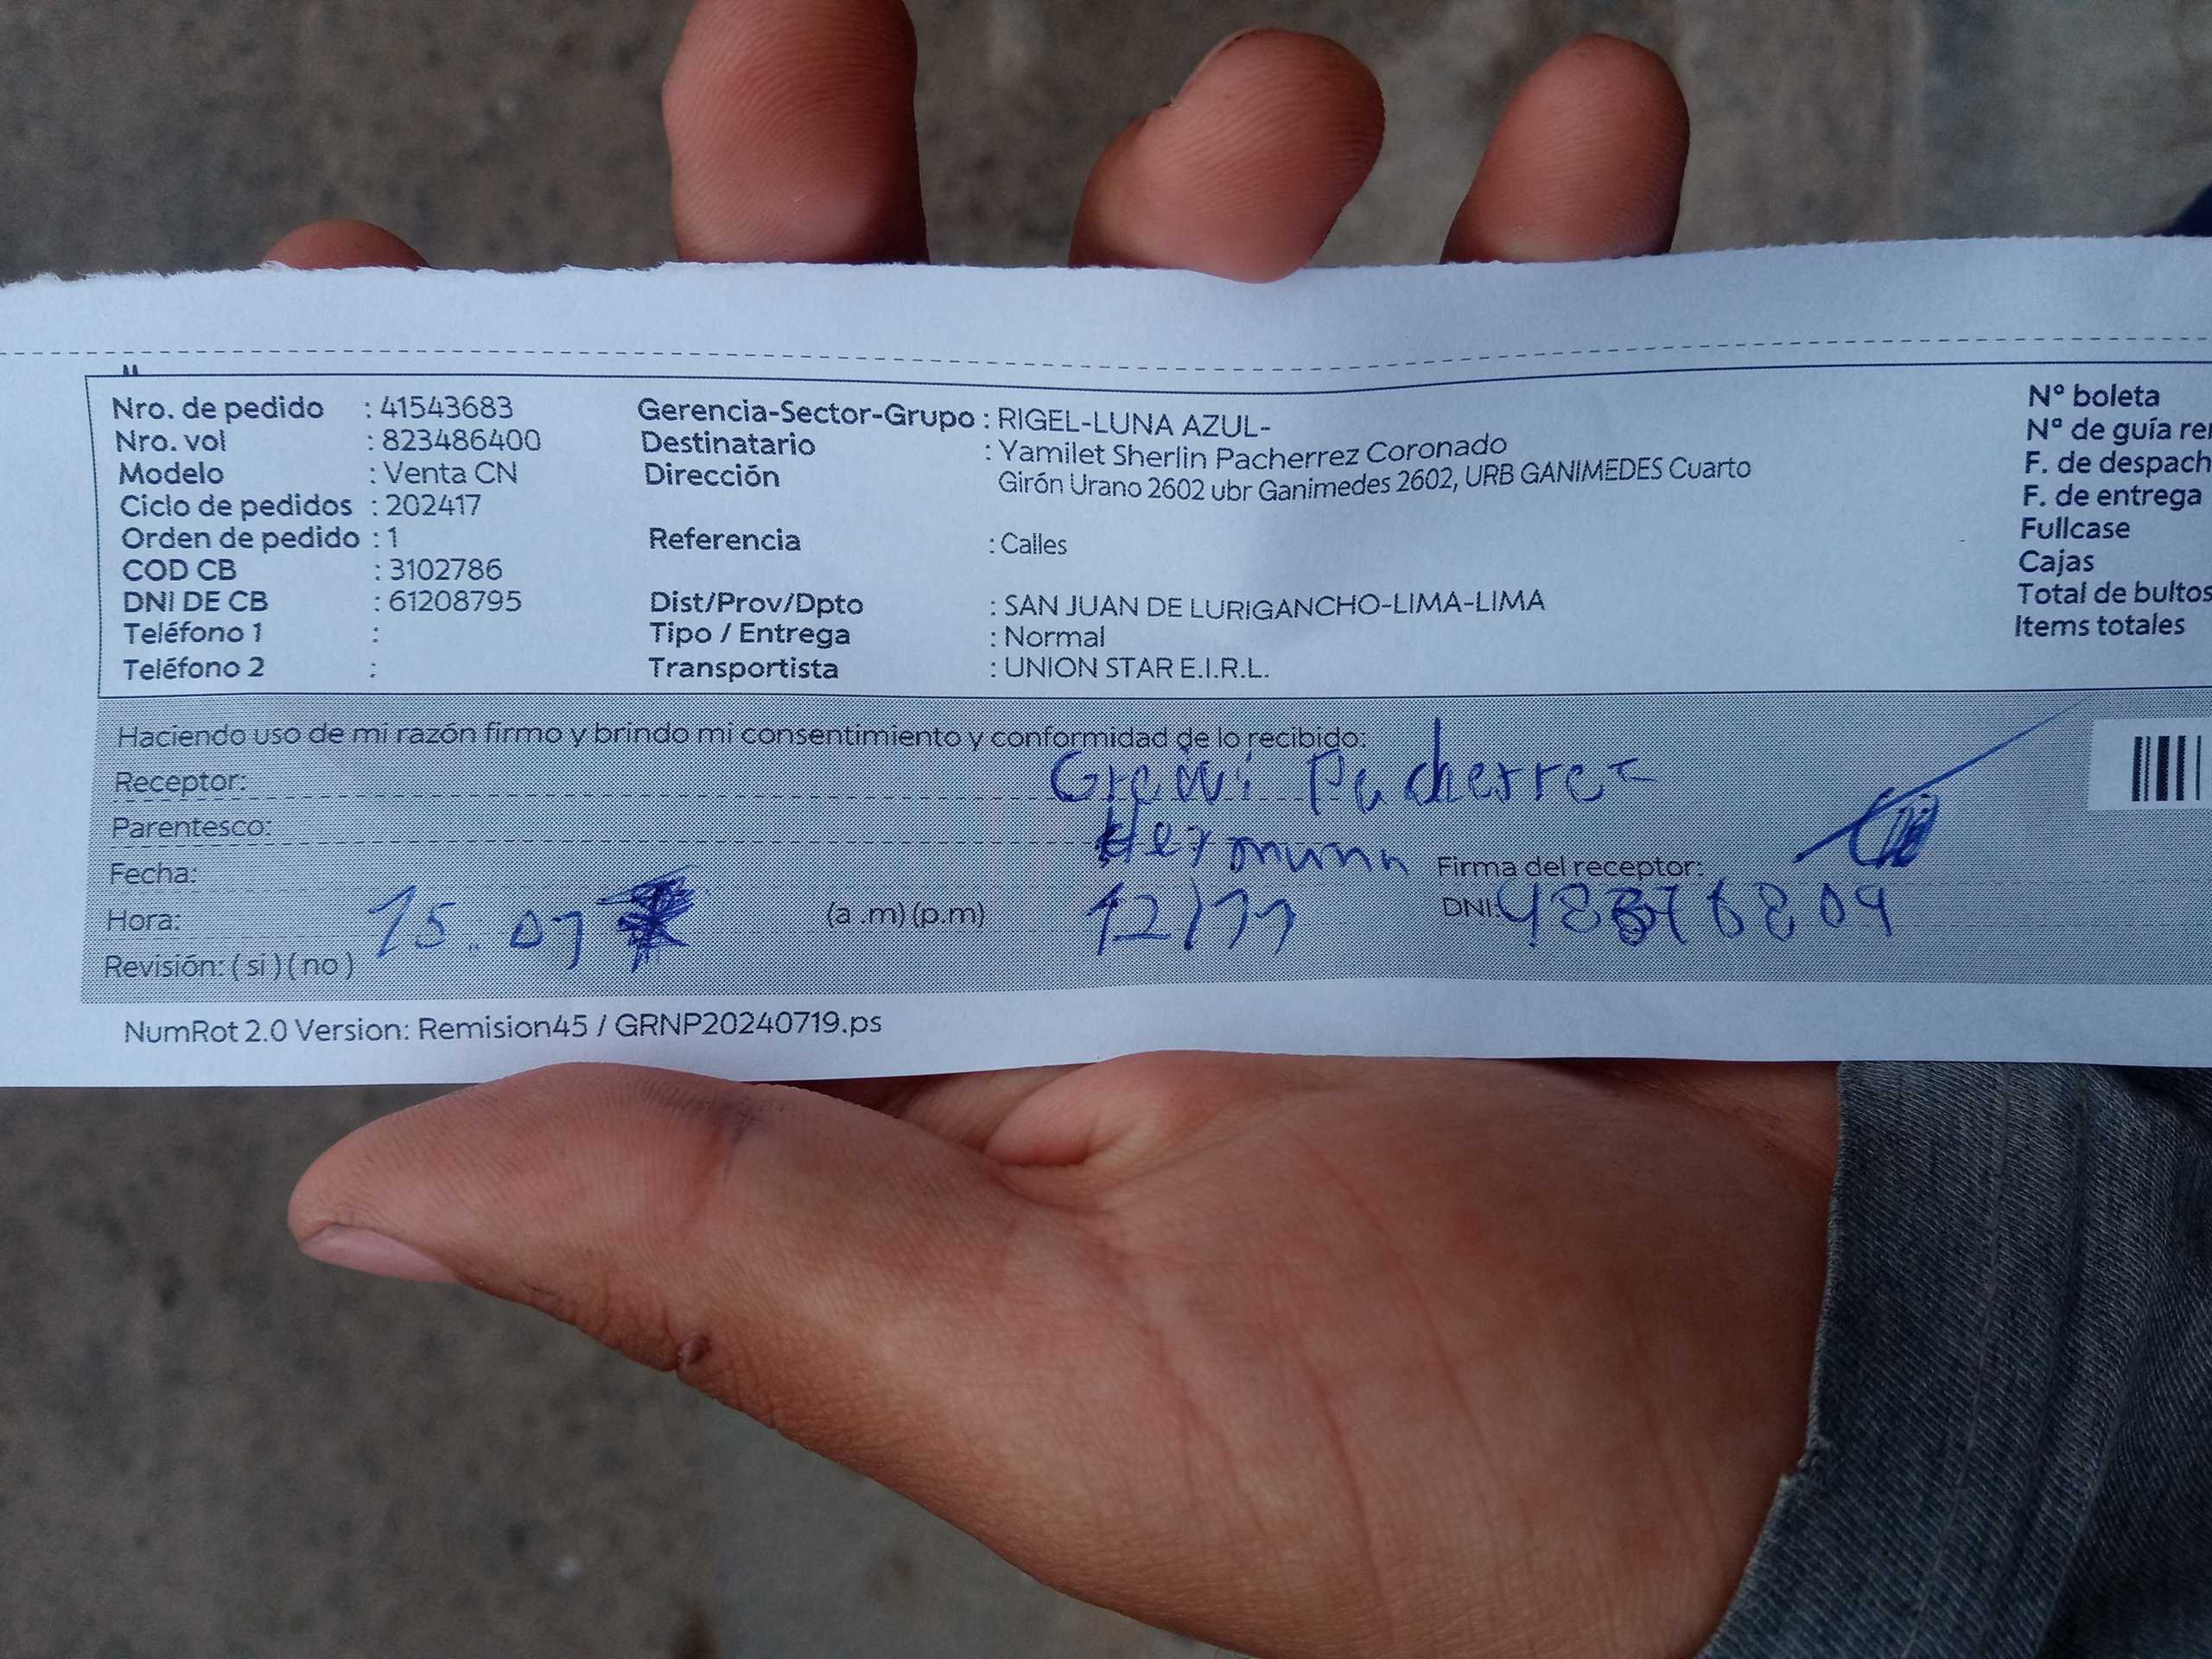 Nro. de pedido : 41543683
Nro. vol : 823486400
Modelo : Venta CN
Ciclo de pedidos : 202417
Orden de pedido : 1
COD CB : 3102786
DNI DE CB : 61208795
Teléfono 1 :
Teléfono 2 :
Gerencia-Sector-Grupo : RIGEL-LUNA AZUL-
Destinatario : Yamilet Sherlin Pacherrez Coronado
Dirección Girón Urano 2602 ubr Ganimedes 2602, URB GANIMEDES Cuarto
Referencia : Calles
Dist/Prov/Dpto : SAN JUAN DE LURIGANCHO-LIMA-LIMA
Tipo / Entrega : Normal
Transportista : UNION STAR E.I.R.L.
N° boleta
N° de guía
F. de despach
F. de entrega
Fullcase
Cajas
Total de bultos
Items totales
Haciendo uso de mi razón firmo y brindo mi consentimiento y conformidad de lo recibido:
Receptor: Pacherrez
Parentesco:
Fecha: Firma del receptor:
Hora: 15.07 (a .m) (p.m) 12/11 DNI:
Revisión: ( si ) ( no )
NumRot 2.0 Version: Remision45 / GRNP20240719.ps